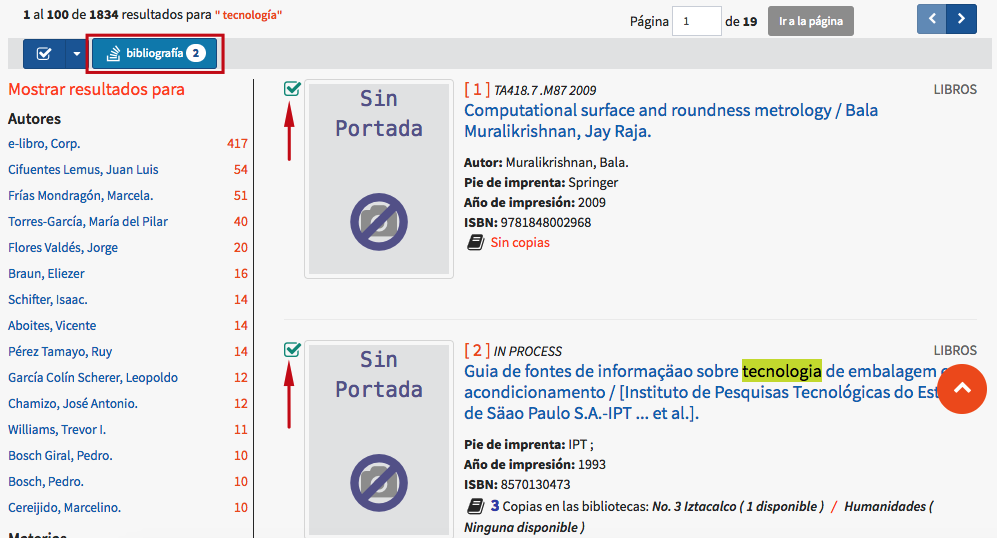 1 al 100 de 1834 resultados para " tecnología"
Página 1 de 19 Ir a la página
bibliografía 2
Mostrar resultados para
Autores
e-libro, Corp. 417
Cifuentes Lemus, Juan Luis 54
Frías Mondragón, Marcela. 51
Torres-García, María del Pilar 40
Flores Valdés, Jorge 20
Braun, Eliezer 16
Schifter, Isaac. 14
Aboites, Vicente 14
Pérez Tamayo, Ruy 14
García Colín Scherer, Leopoldo 12
Chamizo, José Antonio. 12
Williams, Trevor I. 11
Bosch Giral, Pedro. 10
Bosch, Pedro. 10
Cereijido, Marcelino. 10
Materias
Sin
Portada
[ 1 ] TA418.7 .M87 2009
LIBROS
Computational surface and roundness metrology / Bala
Muralikrishnan, Jay Raja.
Autor: Muralikrishnan, Bala.
Pie de imprenta: Springer
Año de impresión: 2009
ISBN: 9781848002968
Sin copias
Sin
Portada
[ 2 ] IN PROCESS
LIBROS
Guia de fontes de informaçäao sobre tecnologia de embalagem e
acondicionamento / [Instituto de Pesquisas Tecnológicas do Est
de Säao Paulo S.A.-IPT ... et al.].
Pie de imprenta: IPT ;
Año de impresión: 1993
ISBN: 8570130473
3 Copias en las bibliotecas: No. 3 Iztacalco ( 1 disponible ) / Humanidades (
Ninguna disponible )